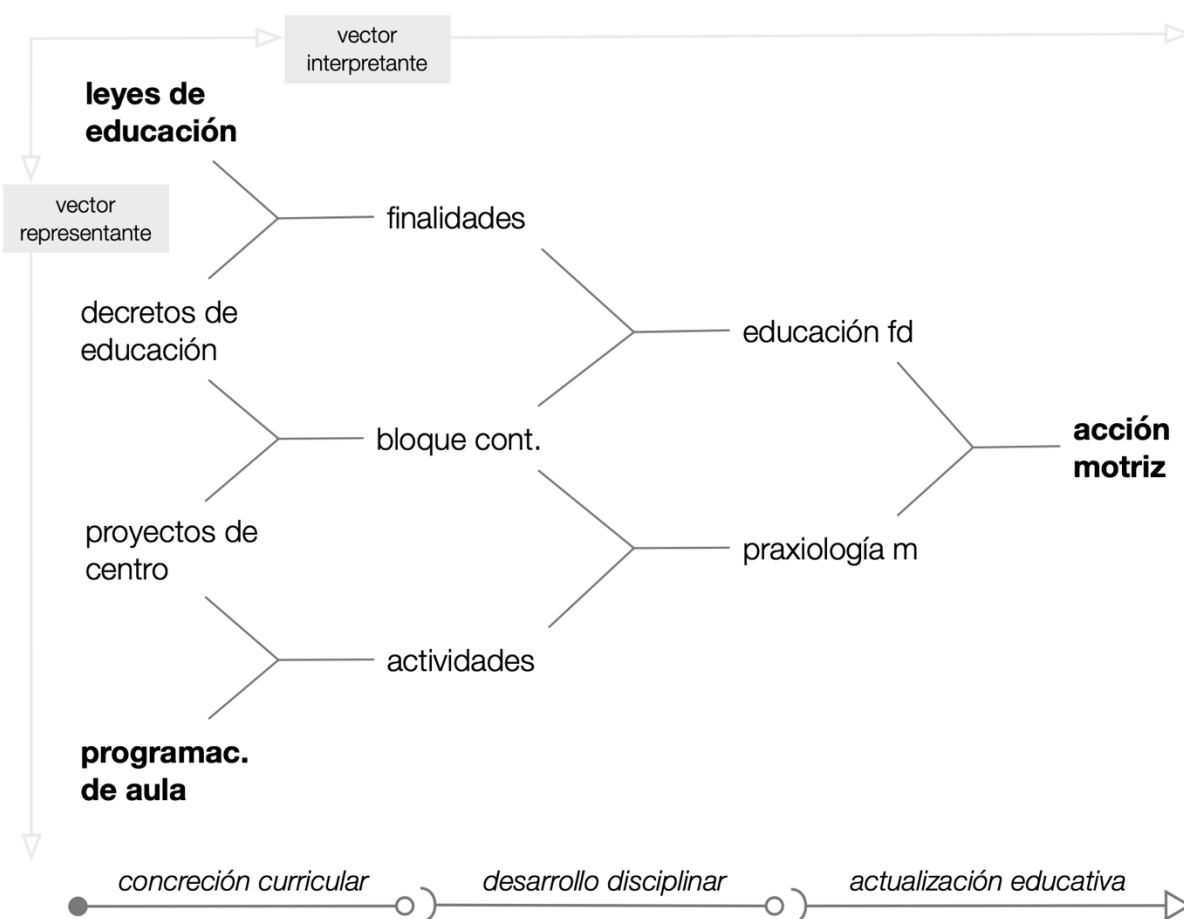 vector
interpretante
leyes de
educación
vector
representante
finalidades
decretos de
educación
educación fd
bloque cont.
acción
motriz
proyectos de
centro
praxiología m
actividades
programac.
de aula
concreción curricular
desarrollo disciplinar
actualización educativa